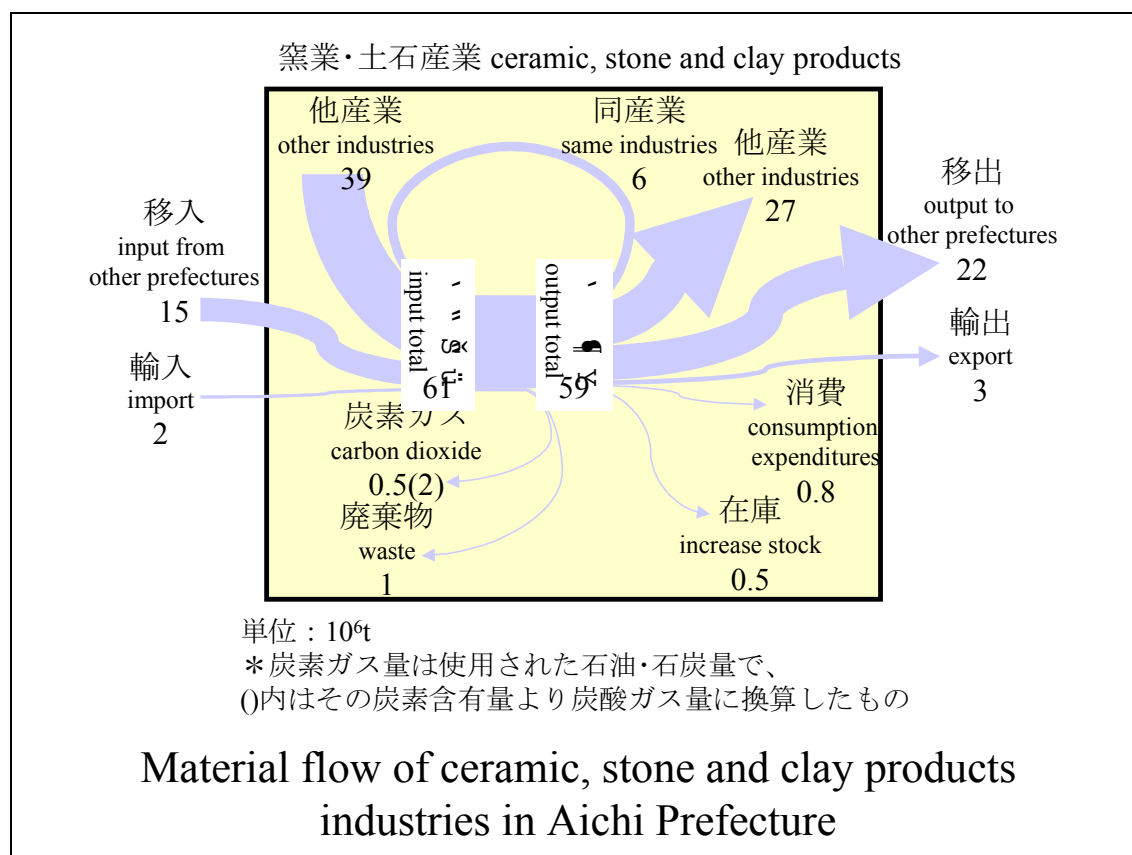 窯業・土石産業 ceramic, stone and clay products
他産業
other industries
39
同産業
same industries
6
他産業
other industries
27
移出
output to
other prefectures
22
移入
input from
other prefectures
15
input total
61
output total
59
輸出
export
3
輸入
import
2
炭素ガス
carbon dioxide
0.5(2)
消費
consumption
expenditures
0.8
廃棄物
waste
1
在庫
increase stock
0.5
単位：10⁶t
＊炭素ガス量は使用された石油・石炭量で、
()内はその炭素含有量より炭酸ガス量に換算したもの
Material flow of ceramic, stone and clay products
industries in Aichi Prefecture